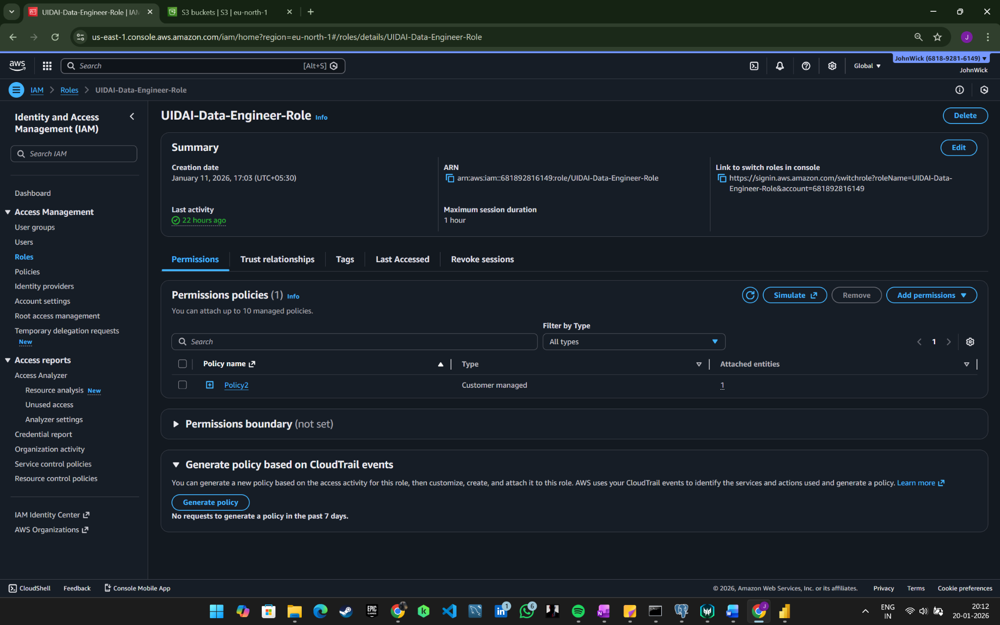 UIDAI-Data-Engineer-Role | IAM
S3 buckets | S3 | eu-north-1
us-east-1.console.aws.amazon.com/iam/home?region=eu-north-1#/roles/details/UIDAI-Data-Engineer-Role
J
aws
Search
[Alt+S]
Global
JohnWick (6818-9281-6149)
JohnWick
IAM
Roles
UIDAI-Data-Engineer-Role
Identity and Access
Management (IAM)
Search IAM
Dashboard
Access Management
User groups
Users
Roles
Policies
Identity providers
Account settings
Root access management
Temporary delegation requests
New
Access reports
Access Analyzer
Resource analysis New
Unused access
Analyzer settings
Credential report
Organization activity
Service control policies
Resource control policies
IAM Identity Center
AWS Organizations
UIDAI-Data-Engineer-Role Info
Delete
Summary
Edit
Creation date
January 11, 2026, 17:03 (UTC+05:30)
ARN
arn:aws:iam::681892816149:role/UIDAI-Data-Engineer-Role
Link to switch roles in console
https://signin.aws.amazon.com/switchrole?roleName=UIDAI-Data-
Engineer-Role&account=681892816149
Last activity
22 hours ago
Maximum session duration
1 hour
Permissions
Trust relationships
Tags
Last Accessed
Revoke sessions
Permissions policies (1) Info
Simulate
Remove
Add permissions
You can attach up to 10 managed policies.
Filter by Type
Search
All types
1
Policy name
Type
Attached entities
Policy2
Customer managed
1
Permissions boundary (not set)
Generate policy based on CloudTrail events
You can generate a new policy based on the access activity for this role, then customize, create, and attach it to this role. AWS uses your CloudTrail events to identify the services and actions used and generate a policy. Learn more
Generate policy
No requests to generate a policy in the past 7 days.
CloudShell
Feedback
Console Mobile App
© 2026, Amazon Web Services, Inc. or its affiliates.
Privacy
Terms
Cookie preferences
EPIC
GAMES
k
in
1
6
N
W
J
ENG
IN
20:12
20-01-2026